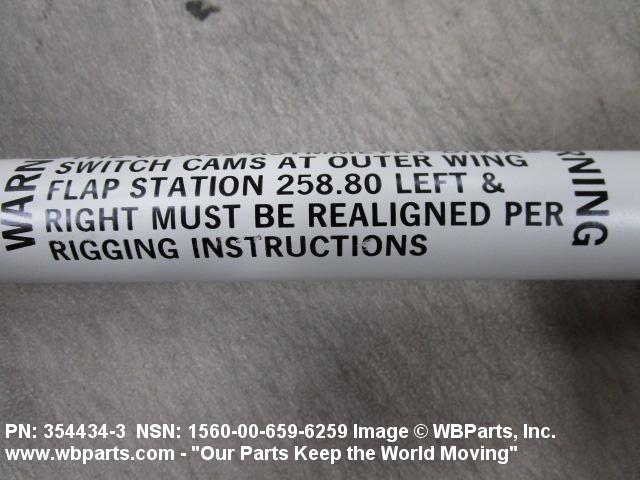 WARN
SWITCH CAMS AT OUTER WING
FLAP STATION 258.80 LEFT &
RIGHT MUST BE REALIGNED PER
RIGGING INSTRUCTIONS
RNING
PN: 354434-3 NSN: 1560-00-659-6259 Image © WBParts, Inc.
www.wbparts.com - "Our Parts Keep the World Moving"